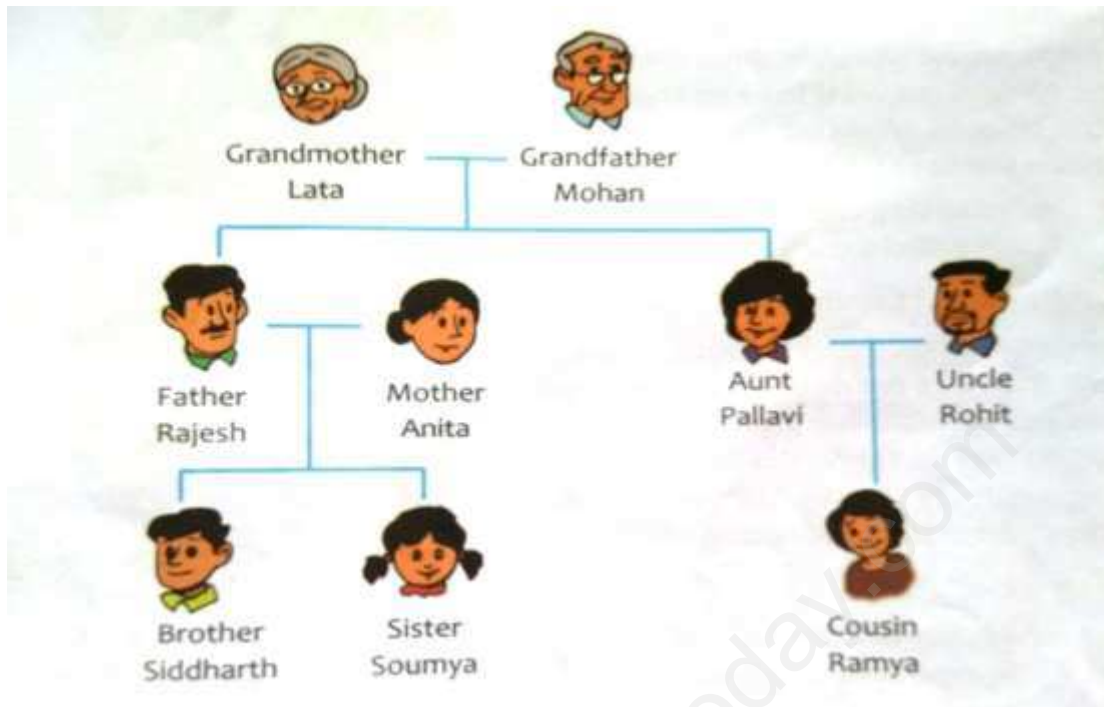 Grandmother
Lata
Grandfather
Mohan
Father
Rajesh
Mother
Anita
Aunt
Pallavi
Uncle
Rohit
Brother
Siddharth
Sister
Soumya
Cousin
Ramya